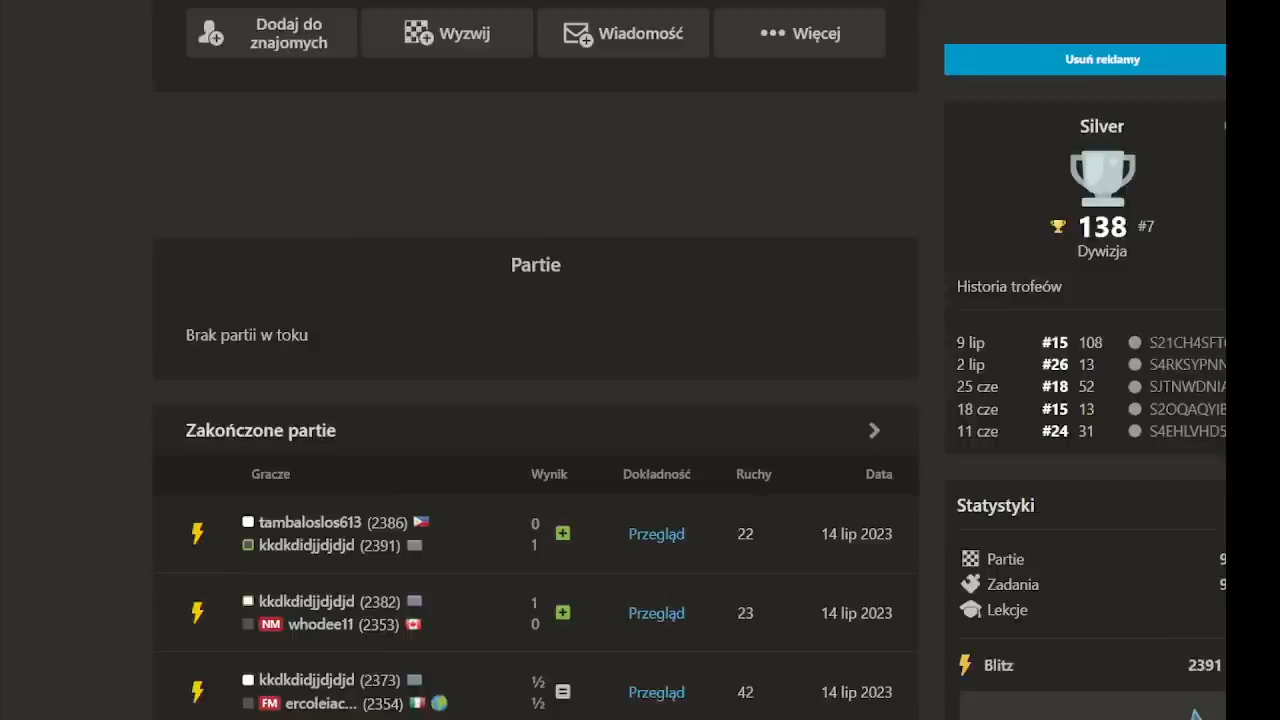 Dodaj do
znajomych
Wyzwij
Wiadomość
Więcej
Usuń reklamy
Silver
138 #7
Dywizja
Historia trofeów
9 lip #15 108
2 lip #26 13
25 cze #18 52
18 cze #15 13
11 cze #24 31
Partie
Brak partii w toku
Zakończone partie
Gracze Wynik Dokładność Ruchy Data
tambaloslos613 (2386) 0
kkdkdidjjdjdjd (2391) 1
Przegląd 22 14 lip 2023
kkdkdidjjdjdjd (2382) 1
NM whodee11 (2353) 0
Przegląd 23 14 lip 2023
kkdkdidjjdjdjd (2373) ½
FM ercoleiac... (2354) ½
Przegląd 42 14 lip 2023
Statystyki
Partie
Zadania
Lekcje
Blitz 2391